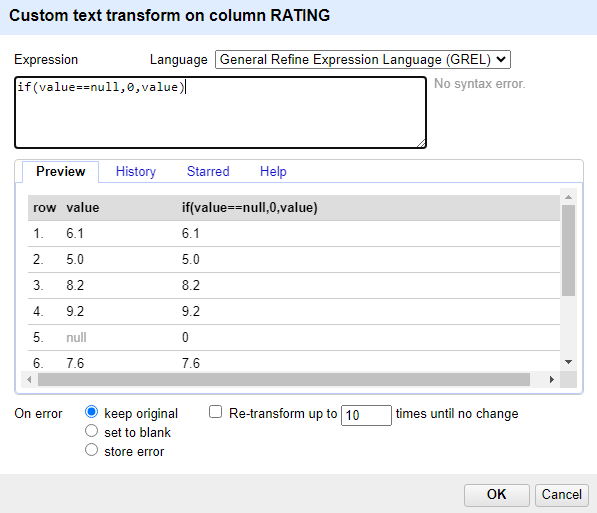 Custom text transform on column RATING
Expression Language General Refine Expression Language (GREL)
if(value==null,0,value)
No syntax error.
Preview History Starred Help
row value if(value==null,0,value)
1. 6.1 6.1
2. 5.0 5.0
3. 8.2 8.2
4. 9.2 9.2
5. null 0
6. 7.6 7.6
On error keep original Re-transform up to 10 times until no change
set to blank
store error
OK Cancel